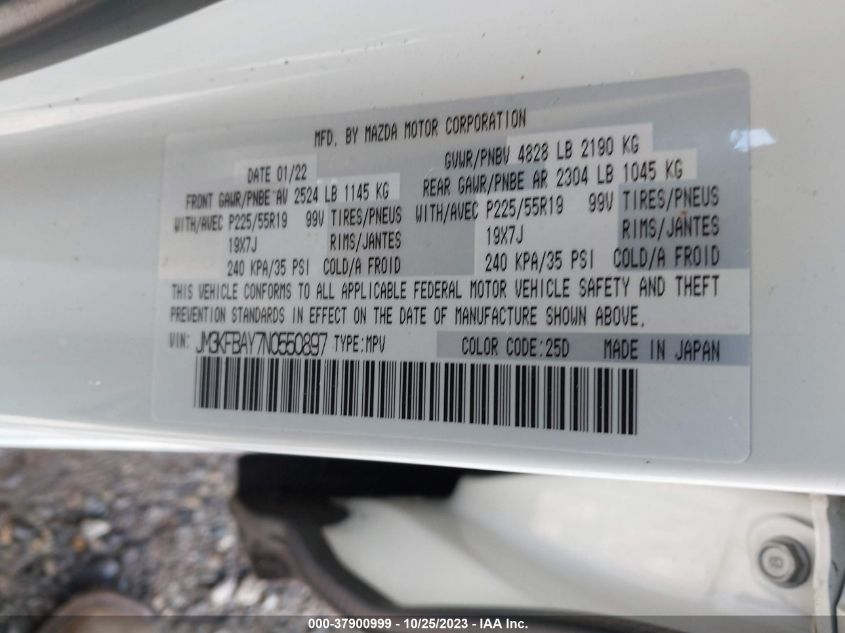 MFD. BY MAZDA MOTOR CORPORATION
DATE 01/22 GVWR/PNBV 4828 LB 2190 KG
FRONT GAWR/PNBE AV 2524 LB 1145 KG REAR GAWR/PNBE AR 2304 LB 1045 KG
WITH/AVEC P225/55R19 99V TIRES/PNEUS WITH/AVEC P225/55R19 99V TIRES/PNEUS
19X7J RIMS/JANTES 19X7J RIMS/JANTES
240 KPA/35 PSI COLD/A FROID 240 KPA/35 PSI COLD/A FROID
THIS VEHICLE CONFORMS TO ALL APPLICABLE FEDERAL MOTOR VEHICLE SAFETY AND THEFT
PREVENTION STANDARDS IN EFFECT ON THE DATE OF MANUFACTURE SHOWN ABOVE.
VIN: JM3KFBAY7N0550897 TYPE:MPV COLOR CODE:25D MADE IN JAPAN
000-37900999 - 10/25/2023 - IAA Inc.